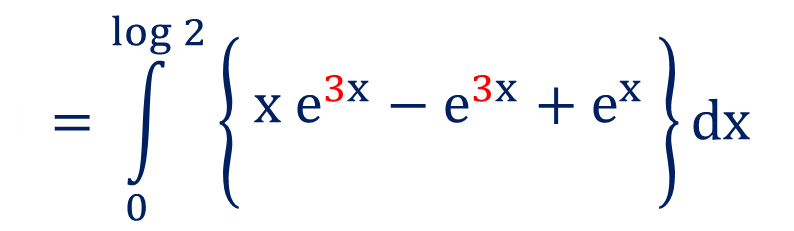 = ∫₀^{log 2} { x e^{3x} − e^{3x} + e^{x} } dx